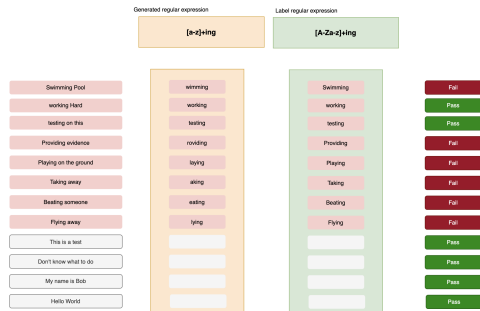 Generated regular expression
Label regular expression
[a-z]+ing
[A-Za-z]+ing
Swimming Pool wimming Swimming Fail
working Hard working working Pass
testing on this testing testing Pass
Providing evidence roviding Providing Fail
Playing on the ground laying Playing Fail
Taking away aking Taking Fail
Beating someone eating Beating Fail
Flying away lying Flying Fail
This is a test Pass
Don't know what to do Pass
My name is Bob Pass
Hello World Pass